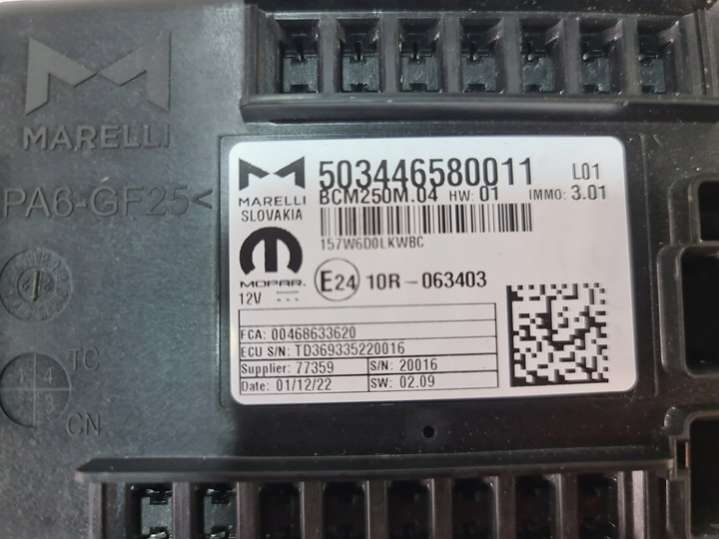 MARELLI
PA6-GF25<
TC
CN
MARELLI
SLOVAKIA
503446580011 L01
BCM250M.04 HW: 01 IMMO: 3.01
157W6D0LKWBC
MOPAR.
12V
E24 10R-063403
FCA: 00468633620
ECU S/N: TD369335220016
Supplier: 77359 S/N: 20016
Date: 01/12/22 SW: 02.09